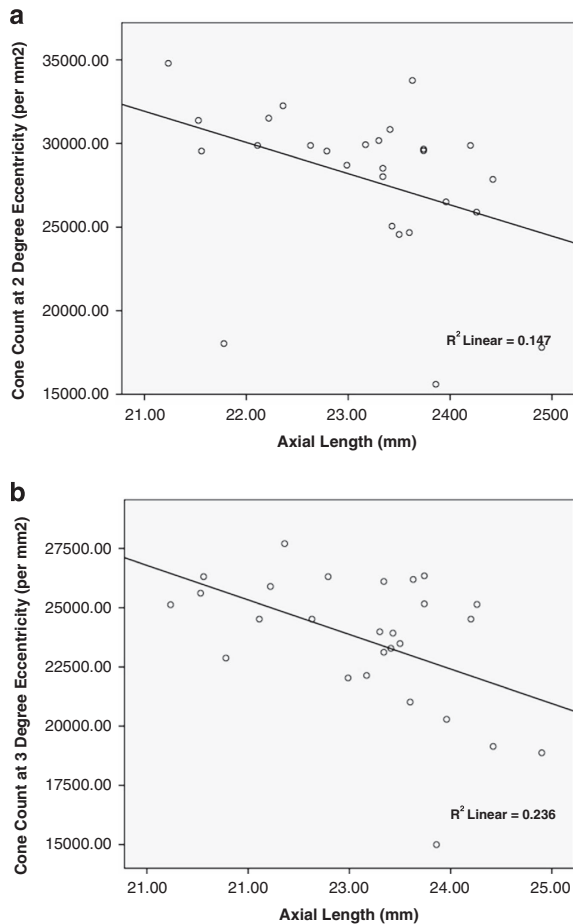 a
Cone Count at 2 Degree Eccentricity (per mm2)
35000.00
30000.00
25000.00
20000.00
15000.00
R² Linear = 0.147
21.00 22.00 23.00 2400 2500
Axial Length (mm)
b
Cone Count at 3 Degree Eccentricity (per mm2)
27500.00
25000.00
22500.00
20000.00
17500.00
15000.00
R² Linear = 0.236
21.00 21.00 23.00 24.00 25.00
Axial Length (mm)